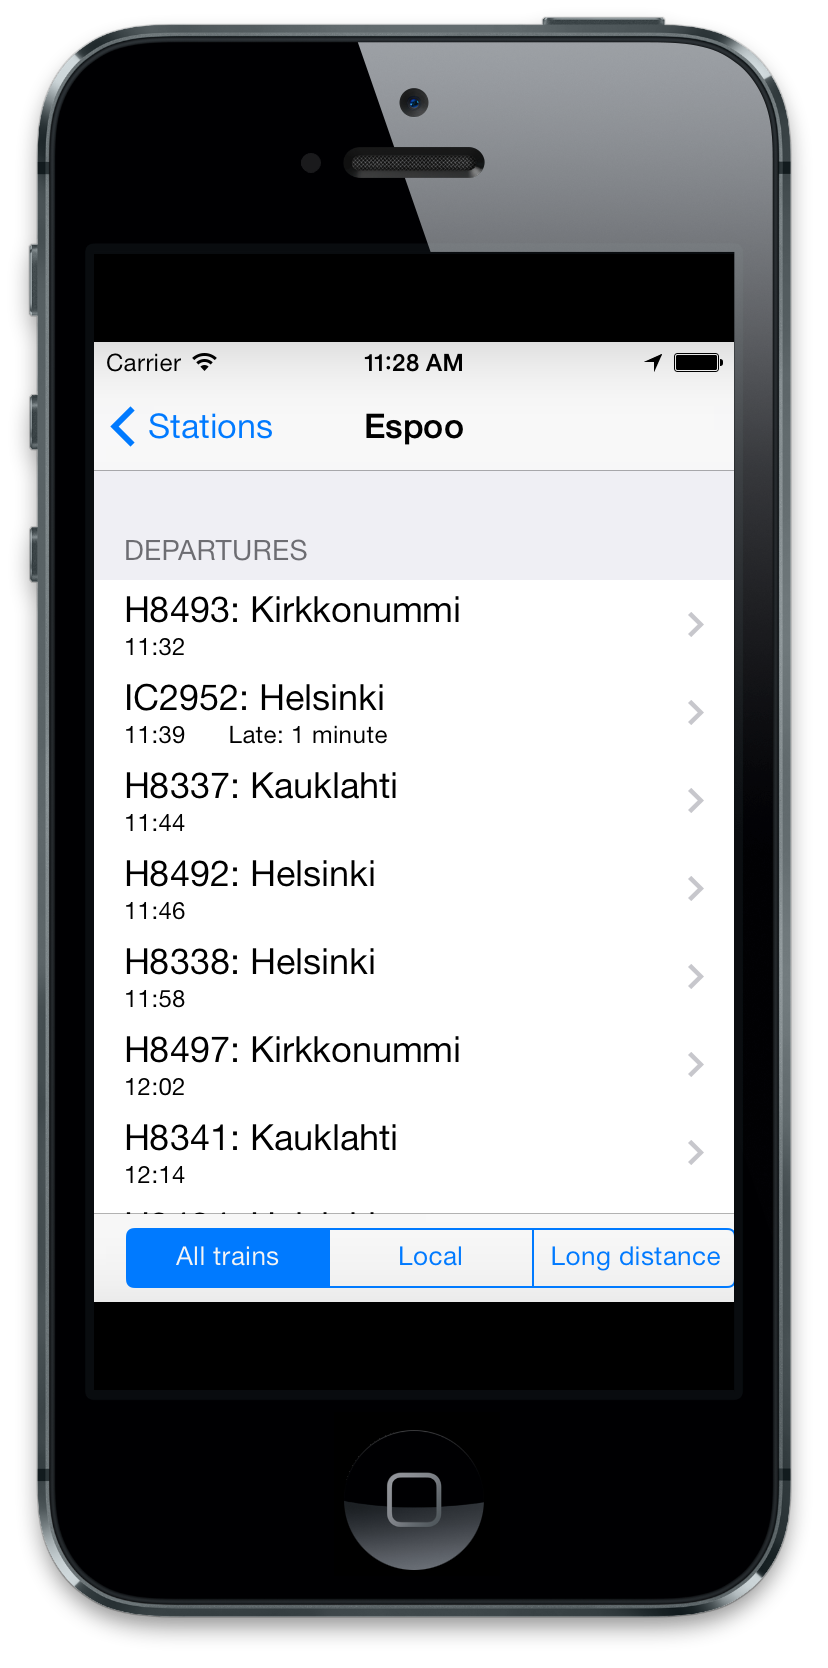 Carrier 11:28 AM
Stations Espoo
DEPARTURES
H8493: Kirkkonummi
11:32
IC2952: Helsinki
11:39 Late: 1 minute
H8337: Kauklahti
11:44
H8492: Helsinki
11:46
H8338: Helsinki
11:58
H8497: Kirkkonummi
12:02
H8341: Kauklahti
12:14
All trains Local Long distance